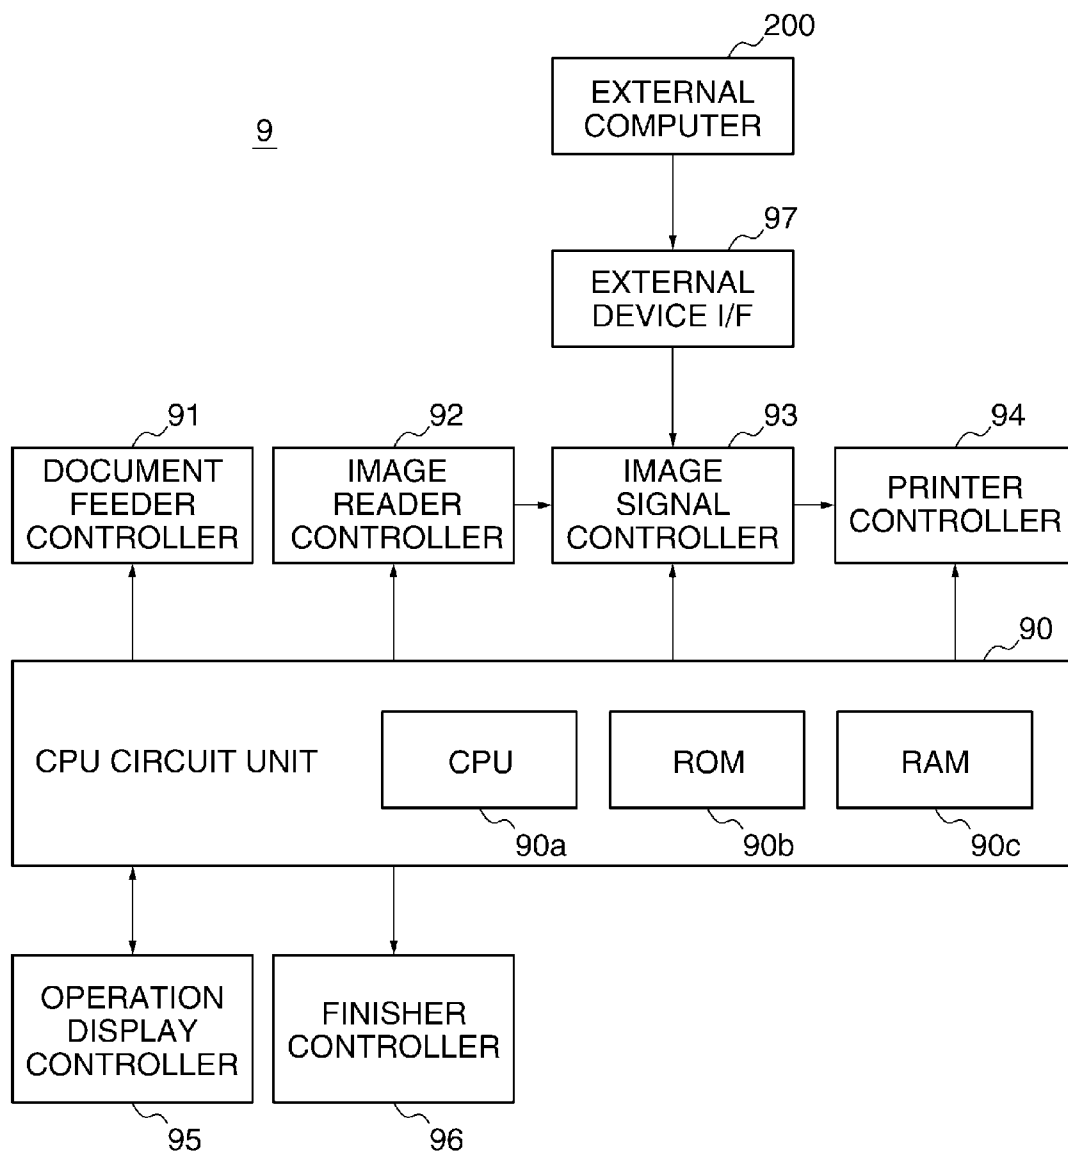 200
EXTERNAL
COMPUTER
9
97
EXTERNAL
DEVICE I/F
91
92
93
94
DOCUMENT
FEEDER
CONTROLLER
IMAGE
READER
CONTROLLER
IMAGE
SIGNAL
CONTROLLER
PRINTER
CONTROLLER
90
CPU CIRCUIT UNIT
CPU
ROM
RAM
90a
90b
90c
OPERATION
DISPLAY
CONTROLLER
FINISHER
CONTROLLER
95
96